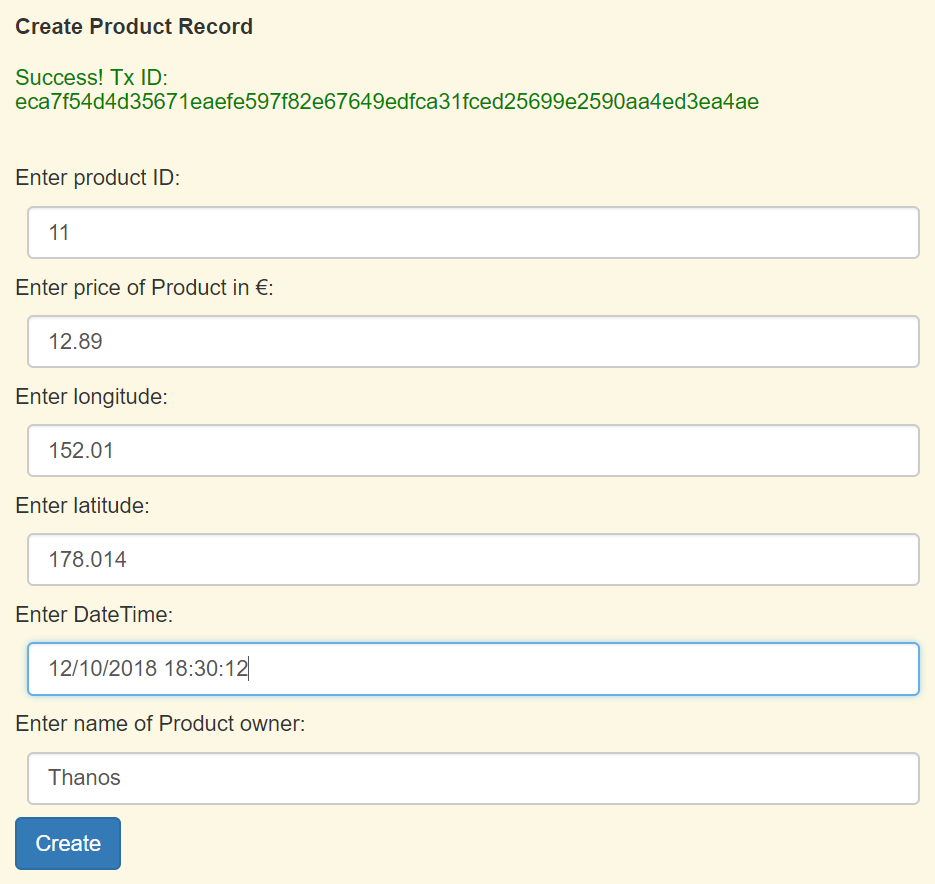 Create Product Record
Success! Tx ID:
eca7f54d4d35671eaefe597f82e67649edfca31fced25699e2590aa4ed3ea4ae
Enter product ID:
11
Enter price of Product in €:
12.89
Enter longitude:
152.01
Enter latitude:
178.014
Enter DateTime:
12/10/2018 18:30:12
Enter name of Product owner:
Thanos
Create